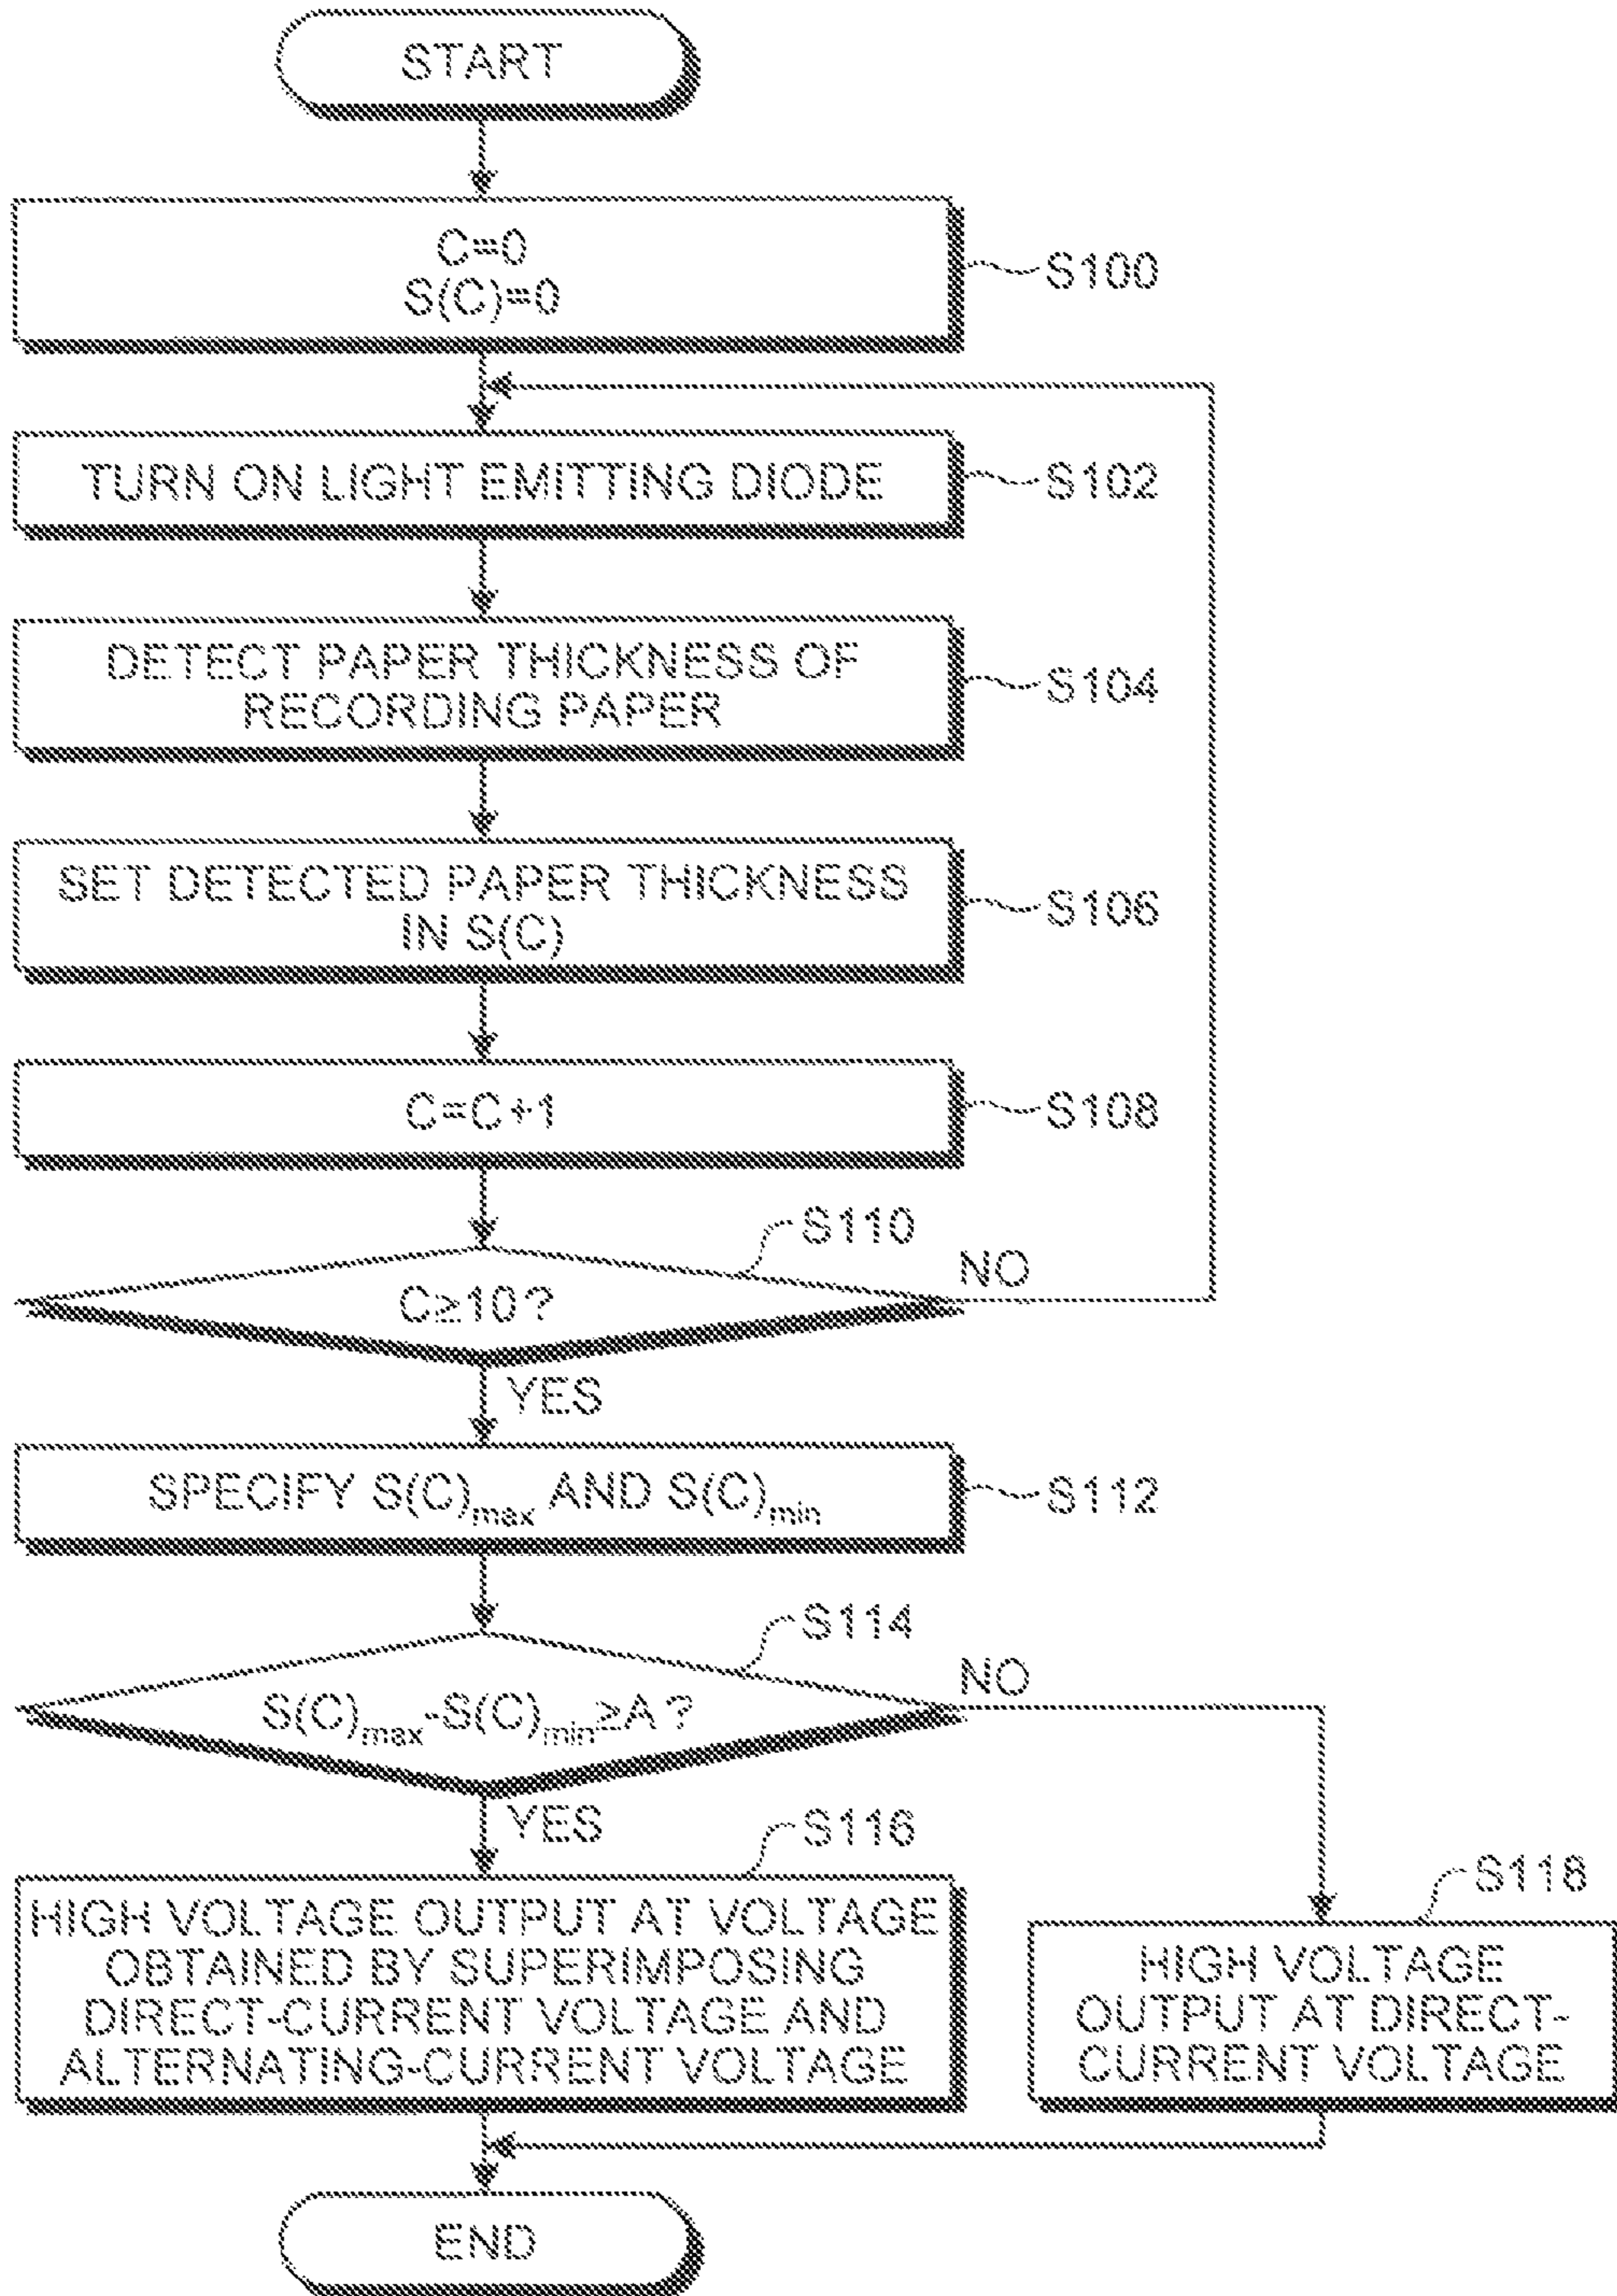 START
C=0
S(C)=0
S100
TURN ON LIGHT EMITTING DIODE
S102
DETECT PAPER THICKNESS OF
RECORDING PAPER
S104
SET DETECTED PAPER THICKNESS
IN S(C)
S106
C=C+1
S108
S110
C≥10?
NO
YES
SPECIFY S(C)max AND S(C)min
S112
S114
S(C)max-S(C)min≥A?
NO
YES
S116
HIGH VOLTAGE OUTPUT AT VOLTAGE
OBTAINED BY SUPERIMPOSING
DIRECT-CURRENT VOLTAGE AND
ALTERNATING-CURRENT VOLTAGE
S118
HIGH VOLTAGE
OUTPUT AT DIRECT-
CURRENT VOLTAGE
END